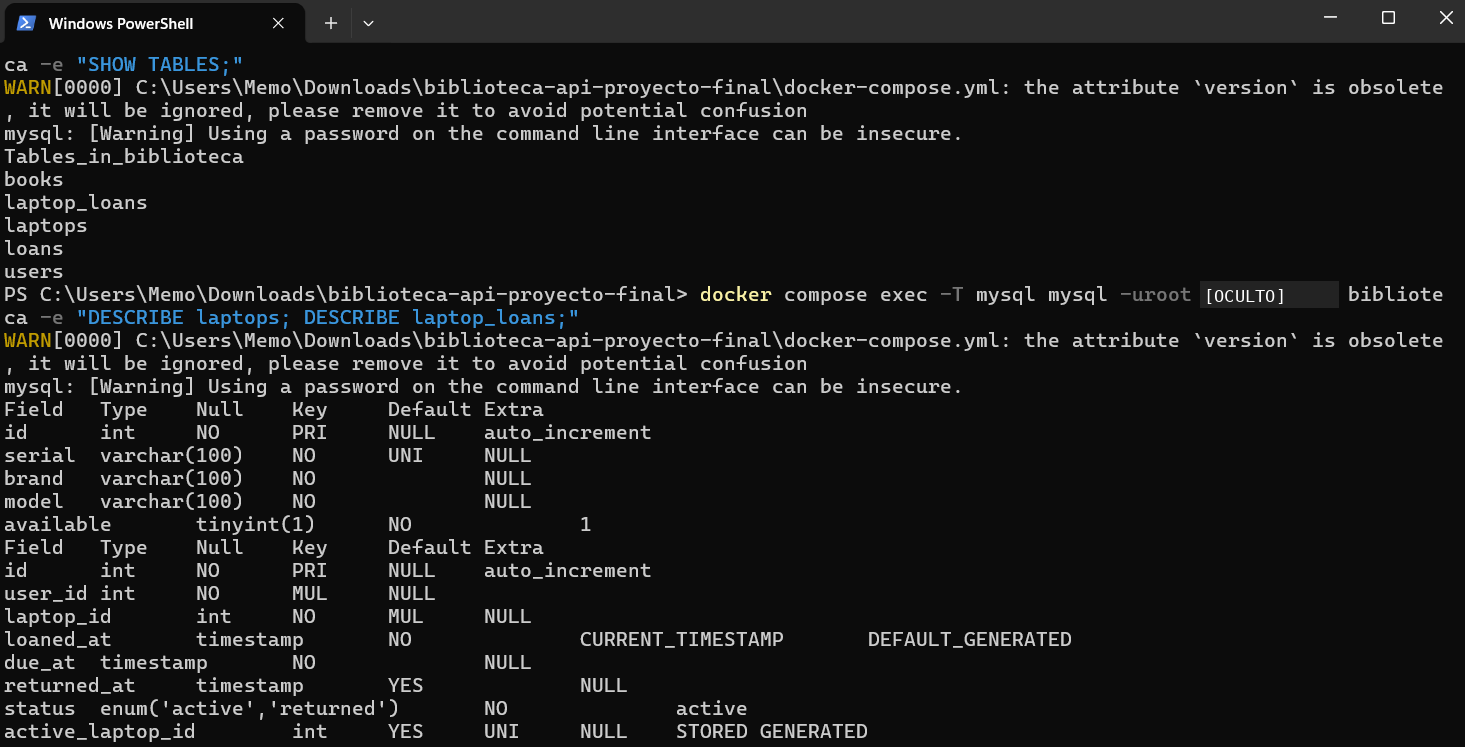 Windows PowerShell
ca -e "SHOW TABLES;"
WARN[0000] C:\Users\Memo\Downloads\biblioteca-api-proyecto-final\docker-compose.yml: the attribute `version` is obsolete
, it will be ignored, please remove it to avoid potential confusion
mysql: [Warning] Using a password on the command line interface can be insecure.
Tables_in_biblioteca
books
laptop_loans
laptops
loans
users
PS C:\Users\Memo\Downloads\biblioteca-api-proyecto-final> docker compose exec -T mysql mysql -uroot [OCULTO] bibliote
ca -e "DESCRIBE laptops; DESCRIBE laptop_loans;"
WARN[0000] C:\Users\Memo\Downloads\biblioteca-api-proyecto-final\docker-compose.yml: the attribute `version` is obsolete
, it will be ignored, please remove it to avoid potential confusion
mysql: [Warning] Using a password on the command line interface can be insecure.
Field   Type    Null    Key     Default Extra
id      int     NO      PRI     NULL    auto_increment
serial  varchar(100)    NO      UNI     NULL
brand   varchar(100)    NO              NULL
model   varchar(100)    NO              NULL
available       tinyint(1)      NO              1
Field   Type    Null    Key     Default Extra
id      int     NO      PRI     NULL    auto_increment
user_id int     NO      MUL     NULL
laptop_id       int     NO      MUL     NULL
loaned_at       timestamp       NO              CURRENT_TIMESTAMP       DEFAULT_GENERATED
due_at  timestamp       NO              NULL
returned_at     timestamp       YES             NULL
status  enum('active','returned')       NO              active
active_laptop_id        int     YES     UNI     NULL    STORED GENERATED